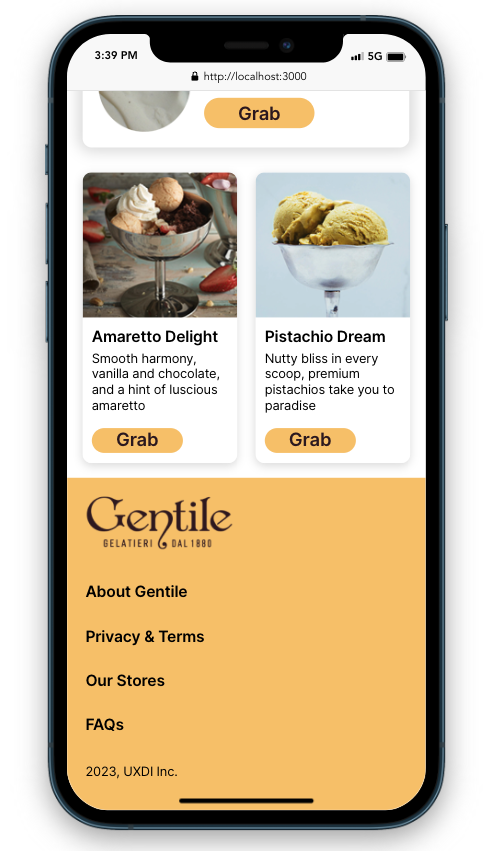 3:39 PM
5G
http://localhost:3000
Grab
Amaretto Delight
Smooth harmony,
vanilla and chocolate,
and a hint of luscious
amaretto
Grab
Pistachio Dream
Nutty bliss in every
scoop, premium
pistachios take you to
paradise
Grab
Gentile
GELATIERI DAL 1880
About Gentile
Privacy & Terms
Our Stores
FAQs
2023, UXDI Inc.